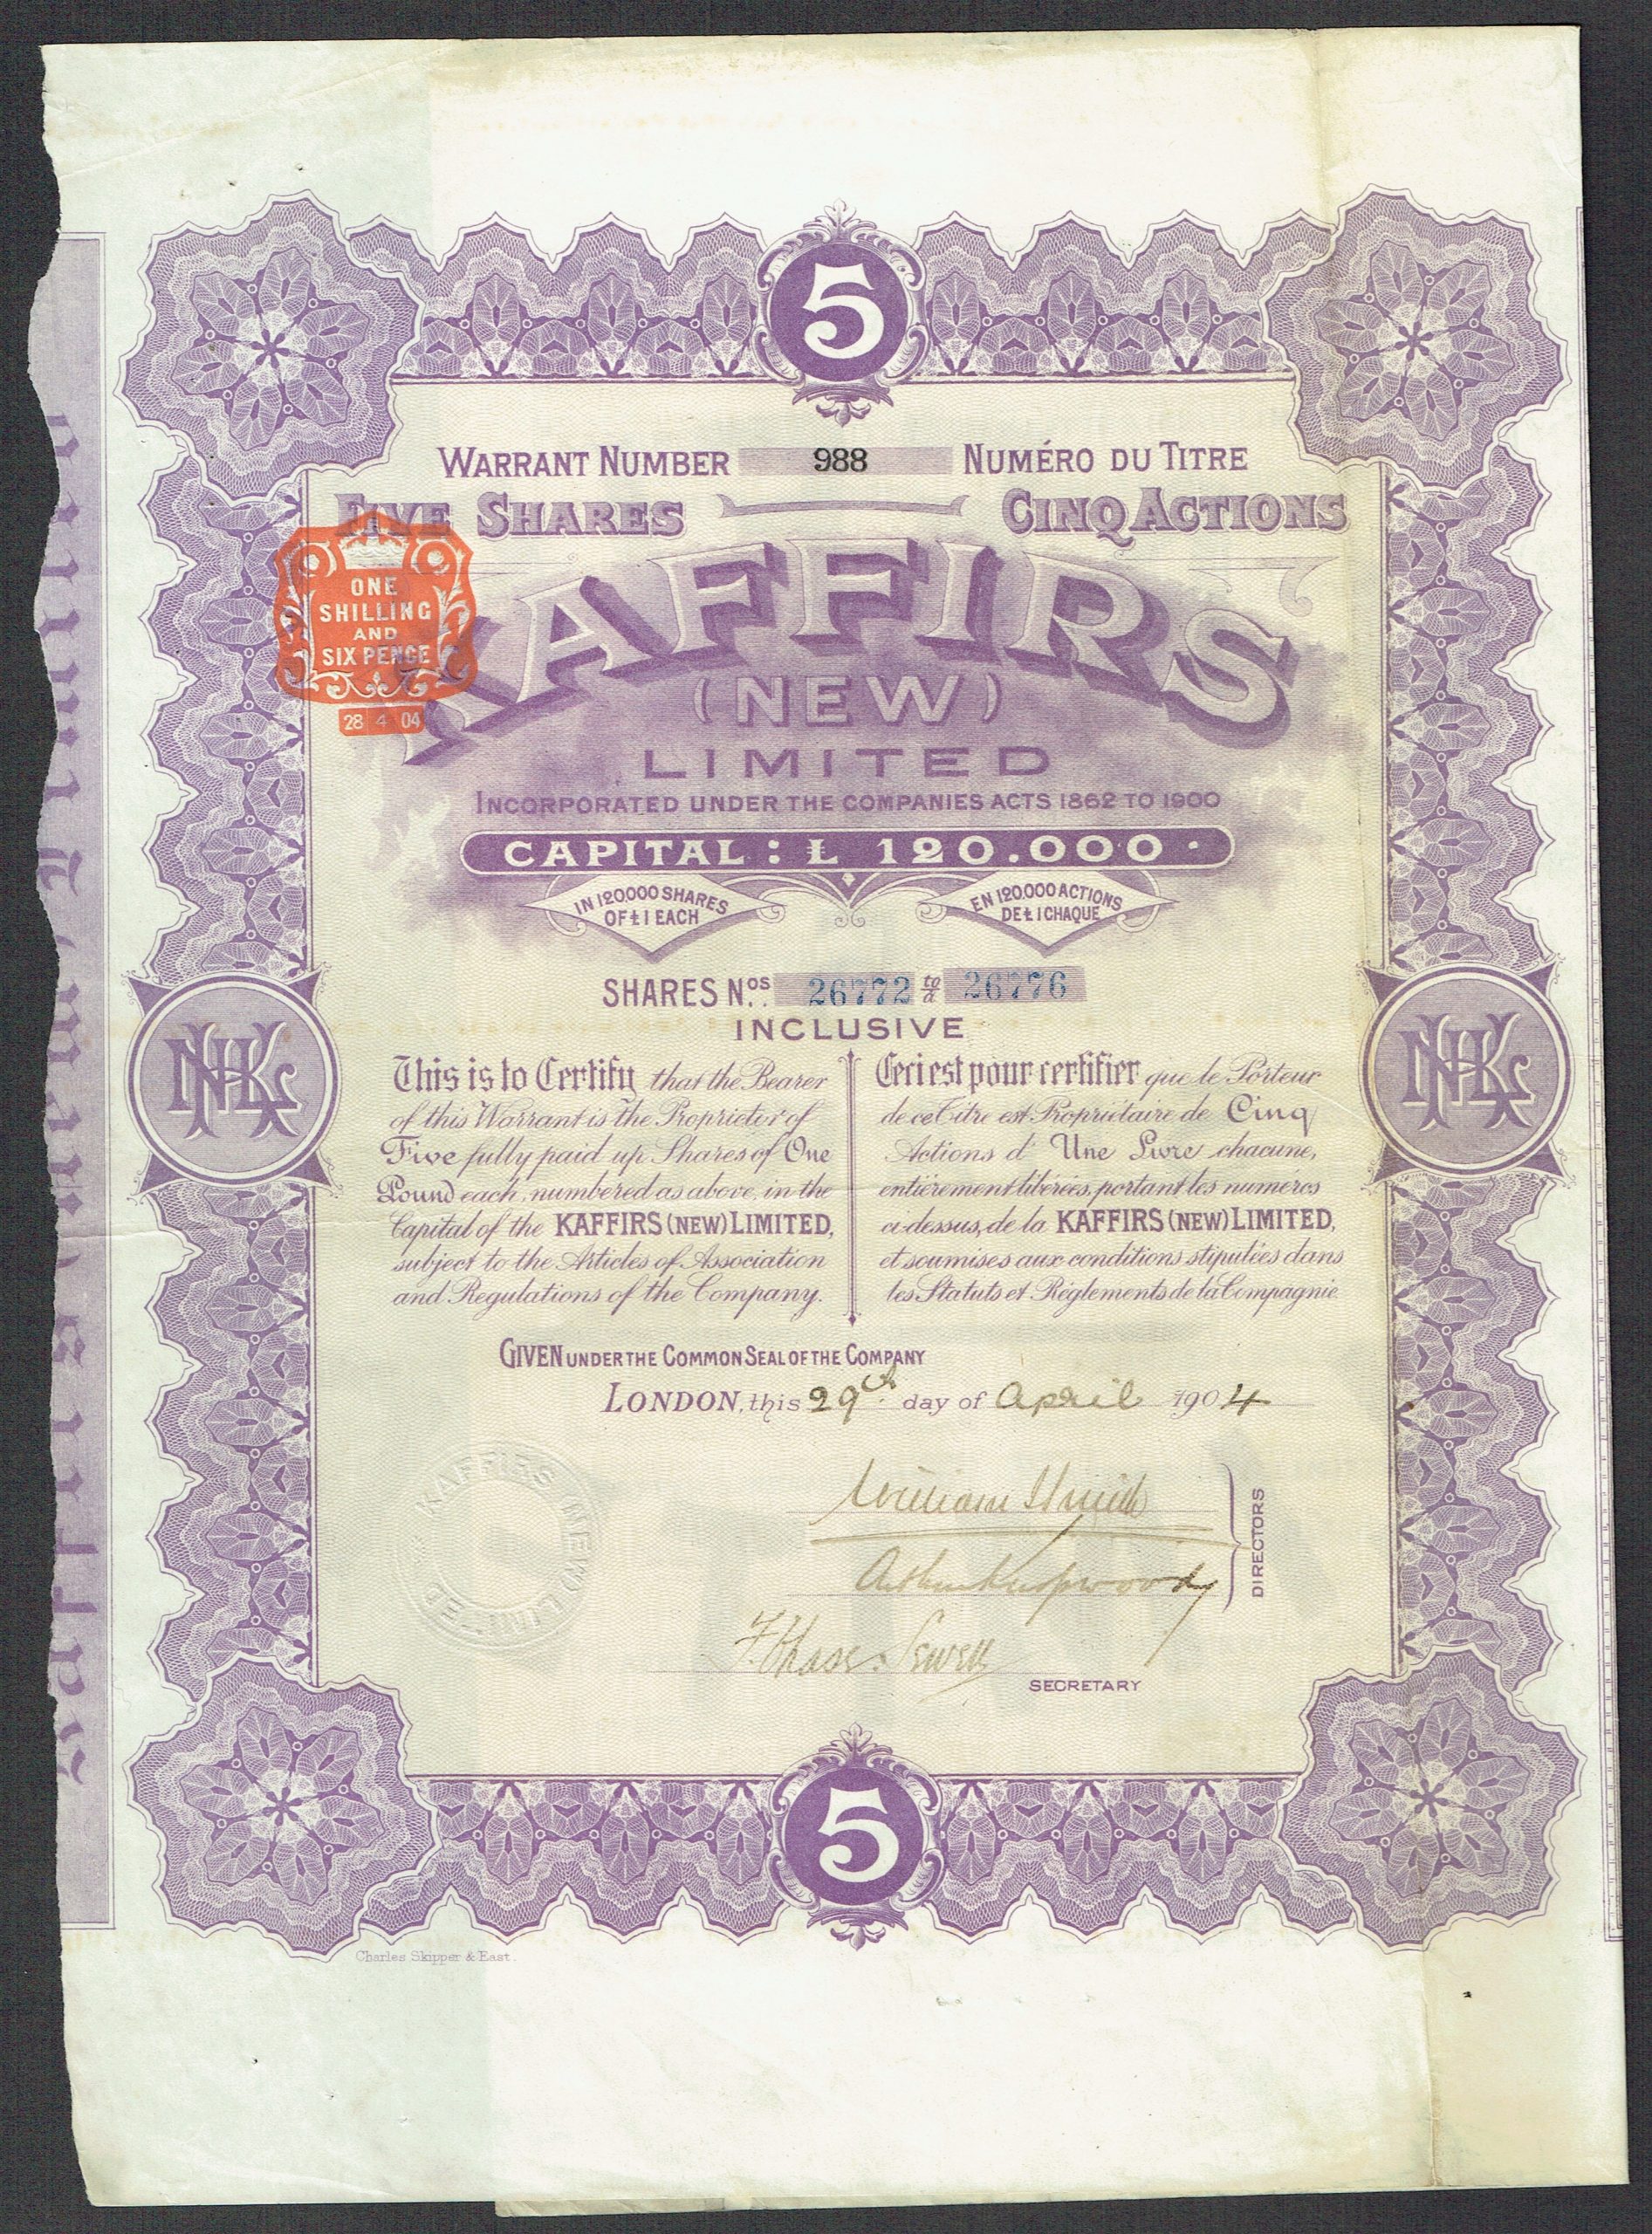 5
WARRANT NUMBER 988 NUMÉRO DU TITRE
FIVE SHARES CINQ ACTIONS
ONE
SHILLING
AND
SIX PENCE
28 4 04
KAFFIRS
(NEW)
LIMITED
INCORPORATED UNDER THE COMPANIES ACTS 1862 TO 1900
CAPITAL : £ 120.000.
IN 120.000 SHARES
OF £1 EACH
EN 120.000 ACTIONS
DE £1 CHAQUE
SHARES Nos. 26772 to/à 26776
INCLUSIVE
This is to Certify that the Bearer
of this Warrant is the Proprietor of
Five fully paid up Shares of One
Pound each, numbered as above, in the
Capital of the KAFFIRS (NEW) LIMITED,
subject to the Articles of Association
and Regulations of the Company.
Ceci est pour certifier que le Porteur
de ce Titre est Propriétaire de Cinq
Actions d'Une Livre chacune,
entièrement libérées, portant les numéros
ci-dessus, de la KAFFIRS (NEW) LIMITED,
et soumises aux conditions stipulées dans
les Statuts et Règlements de la Compagnie.
GIVEN UNDER THE COMMON SEAL OF THE COMPANY
LONDON, this 29th. day of April 1904
KAFFIRS (NEW) LIMITED
William Smith
DIRECTORS
F. Chase Sewell
SECRETARY
5
Charles Skipper & East.
Kaffirs (New) Limited